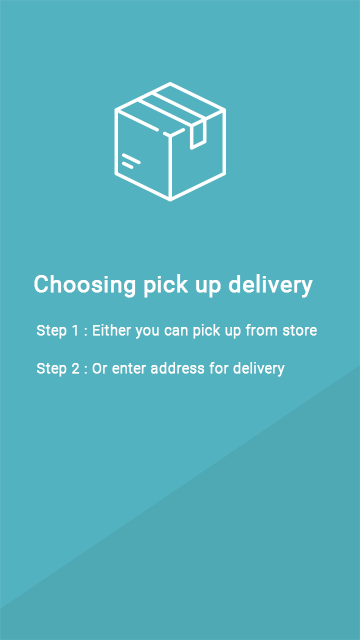 Choosing pick up delivery
Step 1 : Either you can pick up from store
Step 2 : Or enter address for delivery